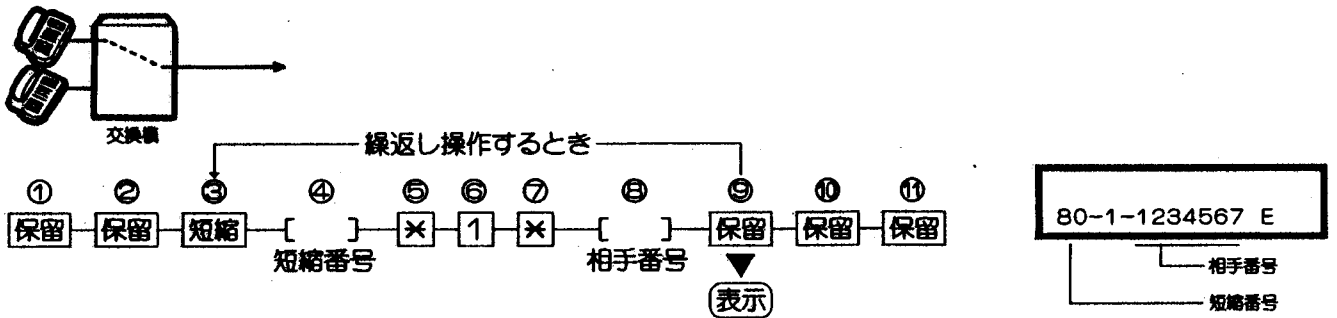 交換機
繰返し操作するとき
① ② ③ ④ ⑤ ⑥ ⑦ ⑧ ⑨ ⑩ ⑪
保留 保留 短縮 [ ] * 1 * [ ] 保留 保留 保留
短縮番号 相手番号
表示
80-1-1234567 E
相手番号
短縮番号